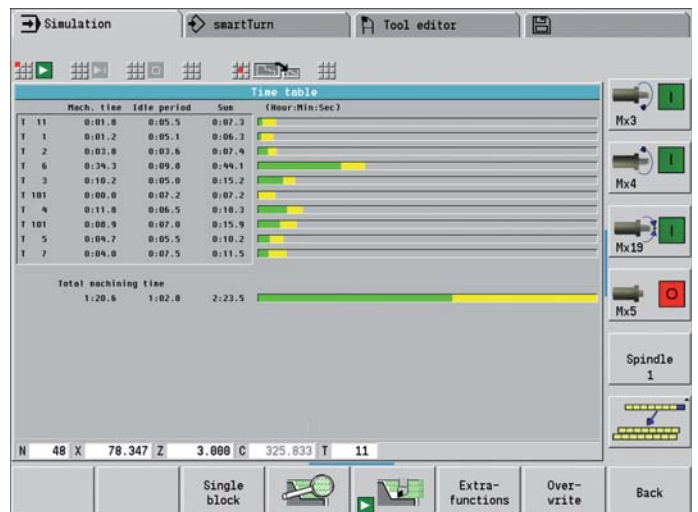 Simulation
smartTurn
Tool editor
Time table
Mach. time Idle period Sum (Hour:Min:Sec)
T 11 0:01.8 0:05.5 0:07.3
T 1 0:01.2 0:05.1 0:06.3
T 2 0:03.8 0:03.6 0:07.4
T 6 0:34.3 0:09.8 0:44.1
T 3 0:10.2 0:05.0 0:15.2
T 101 0:00.0 0:07.2 0:07.2
T 4 0:11.8 0:06.5 0:18.3
T 101 0:08.9 0:07.0 0:15.9
T 5 0:04.7 0:05.5 0:10.2
T 7 0:04.0 0:07.5 0:11.5
Total machining time
1:20.6 1:02.8 2:23.5
I
Mx3
I
Mx4
I
Mx19
O
Mx5
Spindle
1
N 48 X 78.347 Z 3.000 C 325.833 T 11
Single
block
Extra-
functions
Over-
write
Back